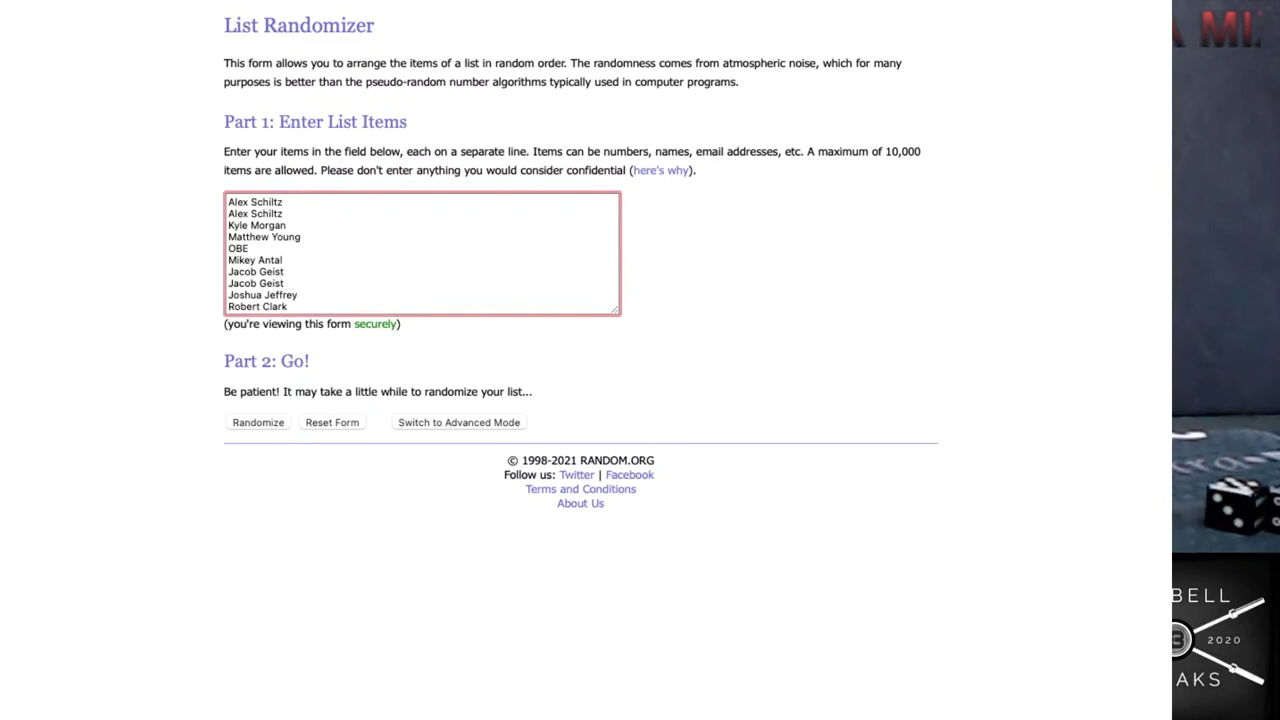 List Randomizer
This form allows you to arrange the items of a list in random order. The randomness comes from atmospheric noise, which for many
purposes is better than the pseudo-random number algorithms typically used in computer programs.
Part 1: Enter List Items
Enter your items in the field below, each on a separate line. Items can be numbers, names, email addresses, etc. A maximum of 10,000
items are allowed. Please don't enter anything you would consider confidential (here's why).
Alex Schiltz
Alex Schiltz
Kyle Morgan
Matthew Young
OBE
Mikey Antal
Jacob Geist
Jacob Geist
Joshua Jeffrey
Robert Clark
(you're viewing this form securely)
Part 2: Go!
Be patient! It may take a little while to randomize your list...
Randomize Reset Form Switch to Advanced Mode
© 1998-2021 RANDOM.ORG
Follow us: Twitter | Facebook
Terms and Conditions
About Us
BELL
2020
AKS